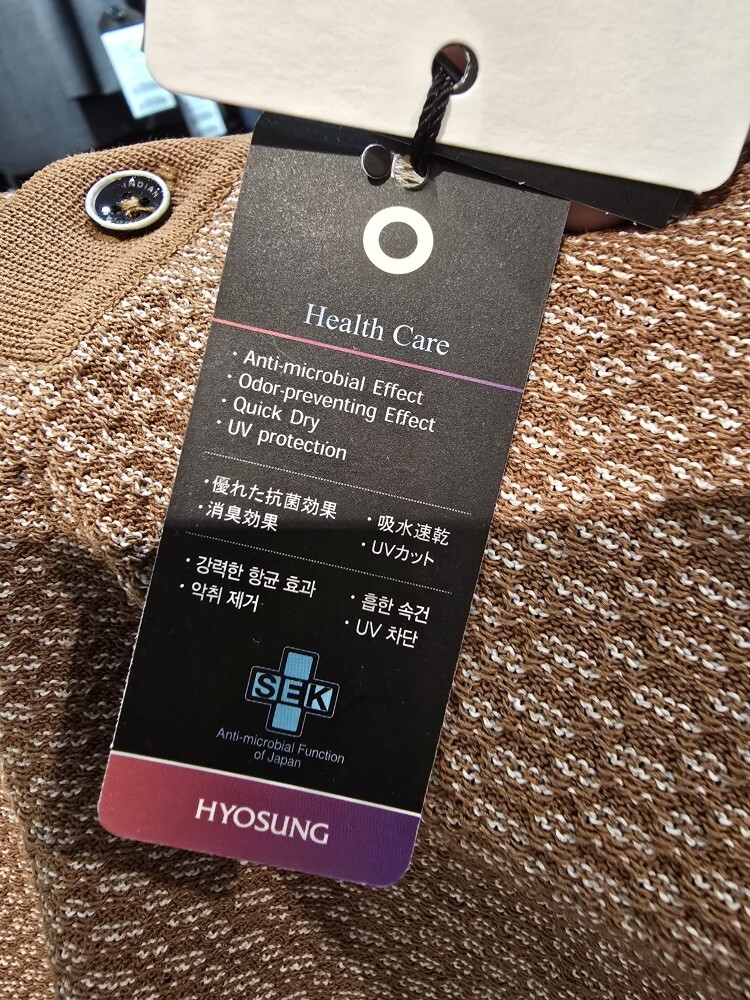 INDIAN
Health Care
· Anti-microbial Effect
· Odor-preventing Effect
· Quick Dry
· UV protection
· 優れた抗菌効果
· 消臭効果
· 吸水速乾
· UVカット
· 강력한 항균 효과
· 악취 제거
· 흡한 속건
· UV 차단
SEK
Anti-microbial Function
of Japan
HYOSUNG